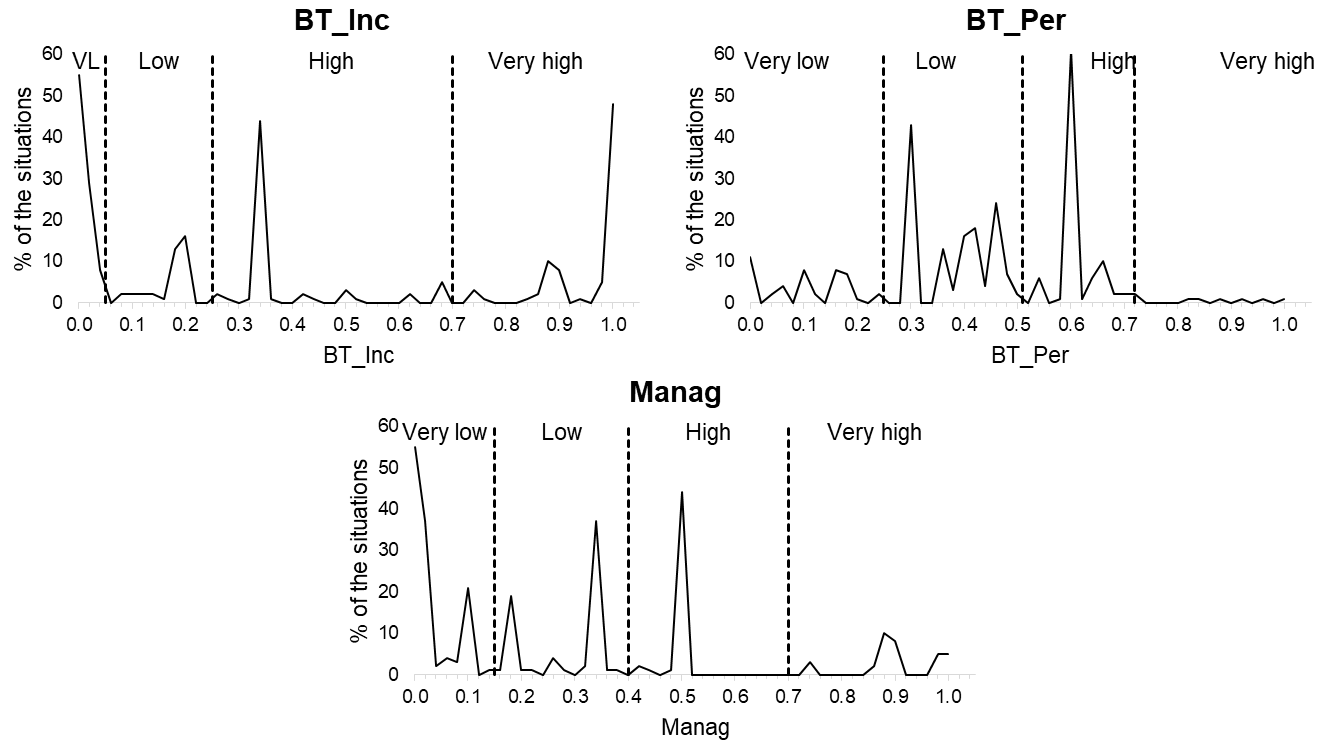 BT_Inc
VL Low High Very high
60
50
40
30
20
10
0
% of the situations
0.0 0.1 0.2 0.3 0.4 0.5 0.6 0.7 0.8 0.9 1.0
BT_Inc
BT_Per
Very low Low High Very high
60
50
40
30
20
10
0
% of the situations
0.0 0.1 0.2 0.3 0.4 0.5 0.6 0.7 0.8 0.9 1.0
BT_Per
Manag
Very low Low High Very high
60
50
40
30
20
10
0
% of the situations
0.0 0.1 0.2 0.3 0.4 0.5 0.6 0.7 0.8 0.9 1.0
Manag